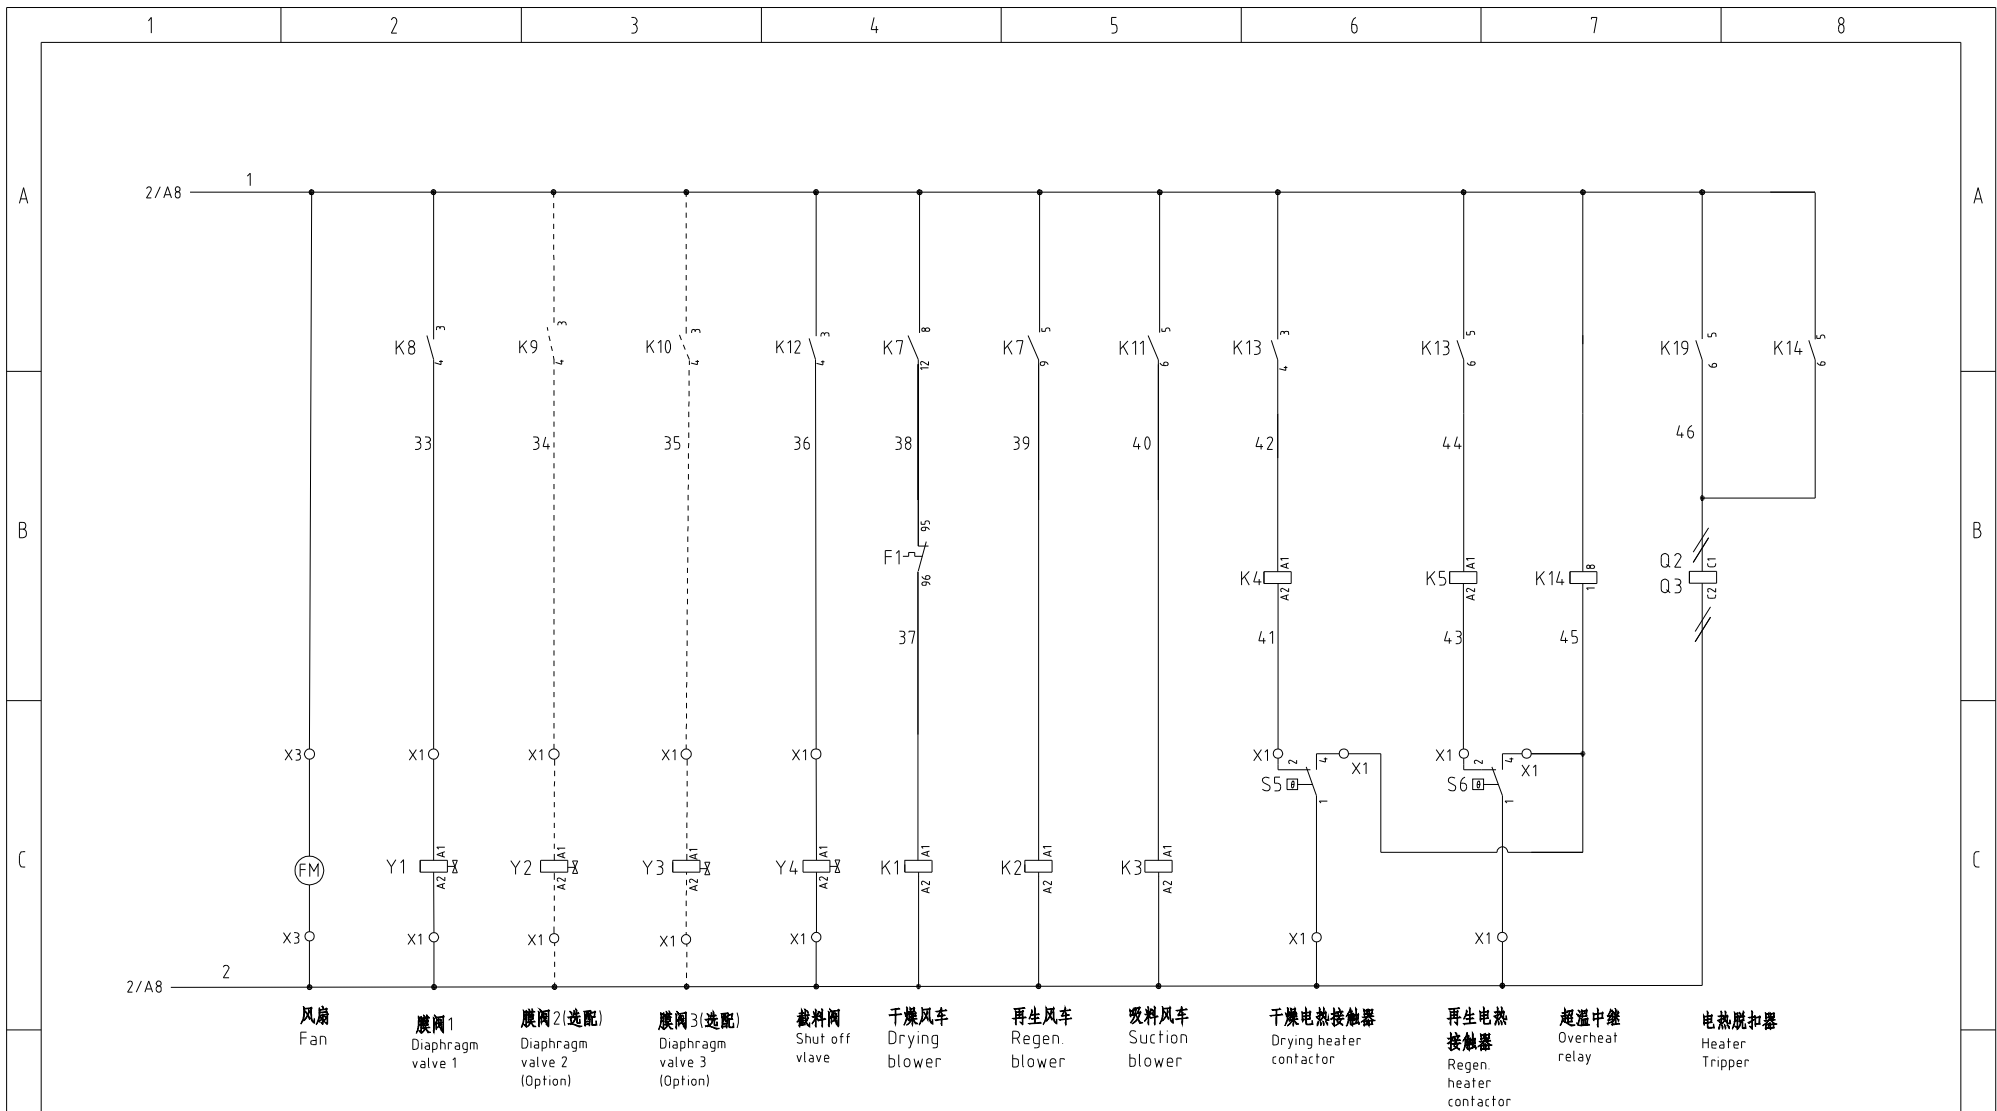 1 2 3 4 5 6 7 8
A A
2/A8 1
3 3 3 3 8 5 5 3 5 5 5
K8 K9 K10 K12 K7 K7 K11 K13 K13 K19 K14
4 4 4 4 12 9 6 4 6 6 6
33 34 35 36 38 39 40 42 44 46
B B
95
F1
96
A1 A1 8 C1
Q2
K4 K5 K14 Q3
A2 A2 1 C2
37 41 43 45
X3 X1 X1 X1 X1 X1 2 4 X1 X1 2 4 X1
S5 θ S6 θ
1 1
C C
A1 A1 A1 A1 A1 A1 A1
FM Y1 Y2 Y3 Y4 K1 K2 K3
A2 A2 A2 A2 A2 A2 A2
X3 X1 X1 X1 X1 X1 X1
2/A8 2
风扇
Fan
膜阀1
Diaphragm
valve 1
膜阀2(选配)
Diaphragm
valve 2
(Option)
膜阀3(选配)
Diaphragm
valve 3
(Option)
截料阀
Shut off
vlave
干燥风车
Drying
blower
再生风车
Regen.
blower
吸料风车
Suction
blower
干燥电热接触器
Drying heater
contactor
再生电热
接触器
Regen.
heater
contactor
超温中继
Overheat
relay
电热脱扣器
Heater
Tripper